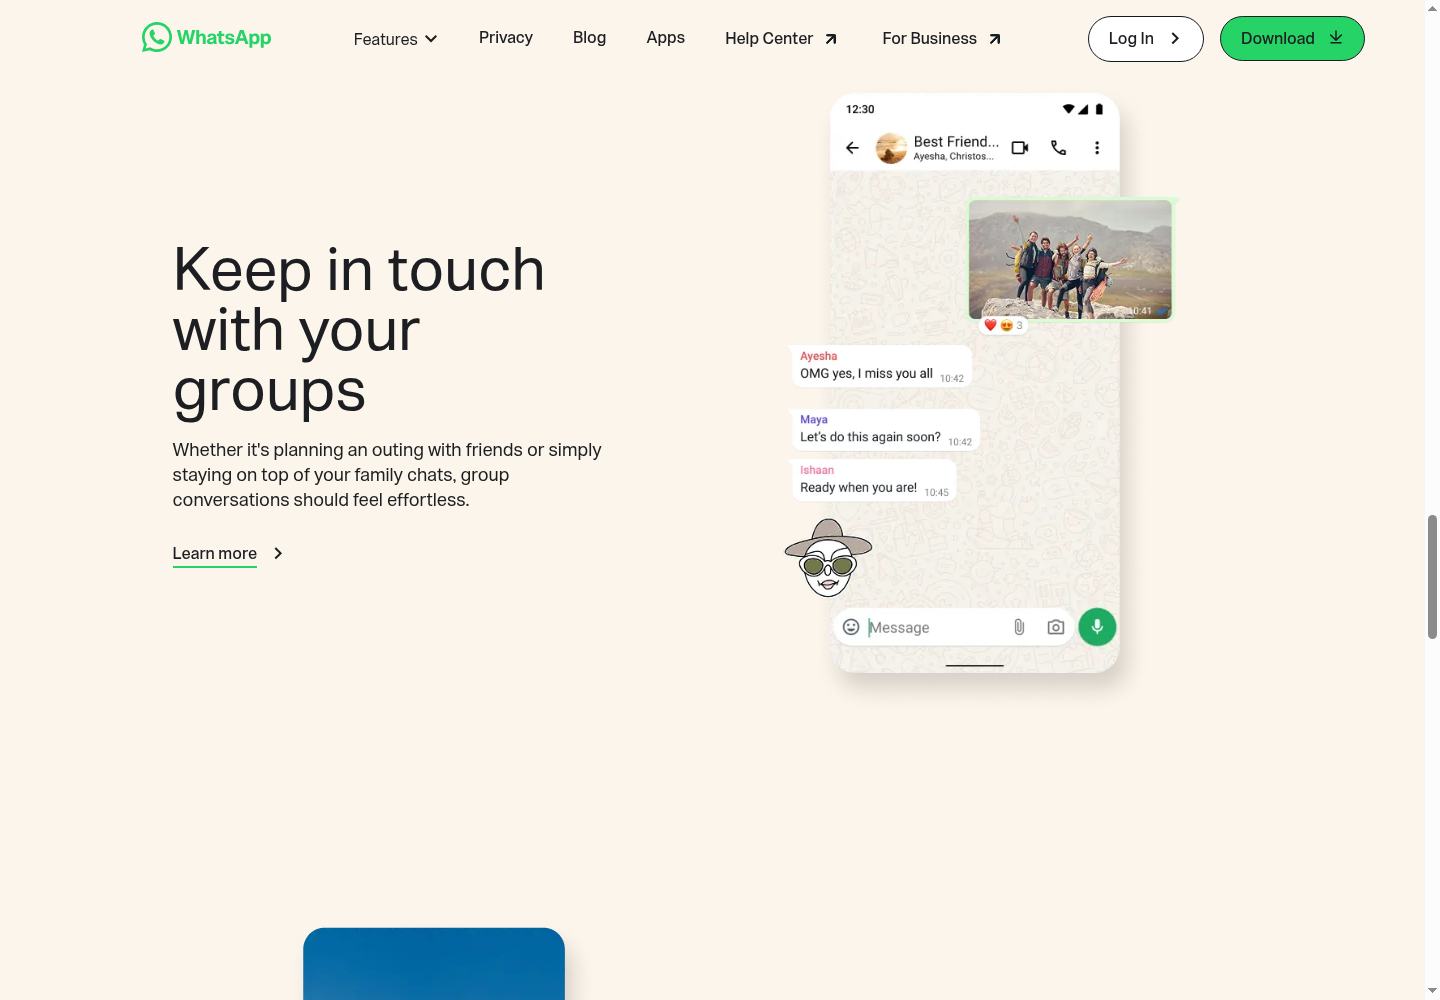 WhatsApp
Features
Privacy
Blog
Apps
Help Center
For Business
Log In
Download
12:30
Best Friend...
Ayesha, Christos...
10:41
3
Keep in touch
with your
groups
Whether it's planning an outing with friends or simply
staying on top of your family chats, group
conversations should feel effortless.
Learn more
Ayesha
OMG yes, I miss you all 10:42
Maya
Let's do this again soon? 10:42
Ishaan
Ready when you are! 10:45
Message